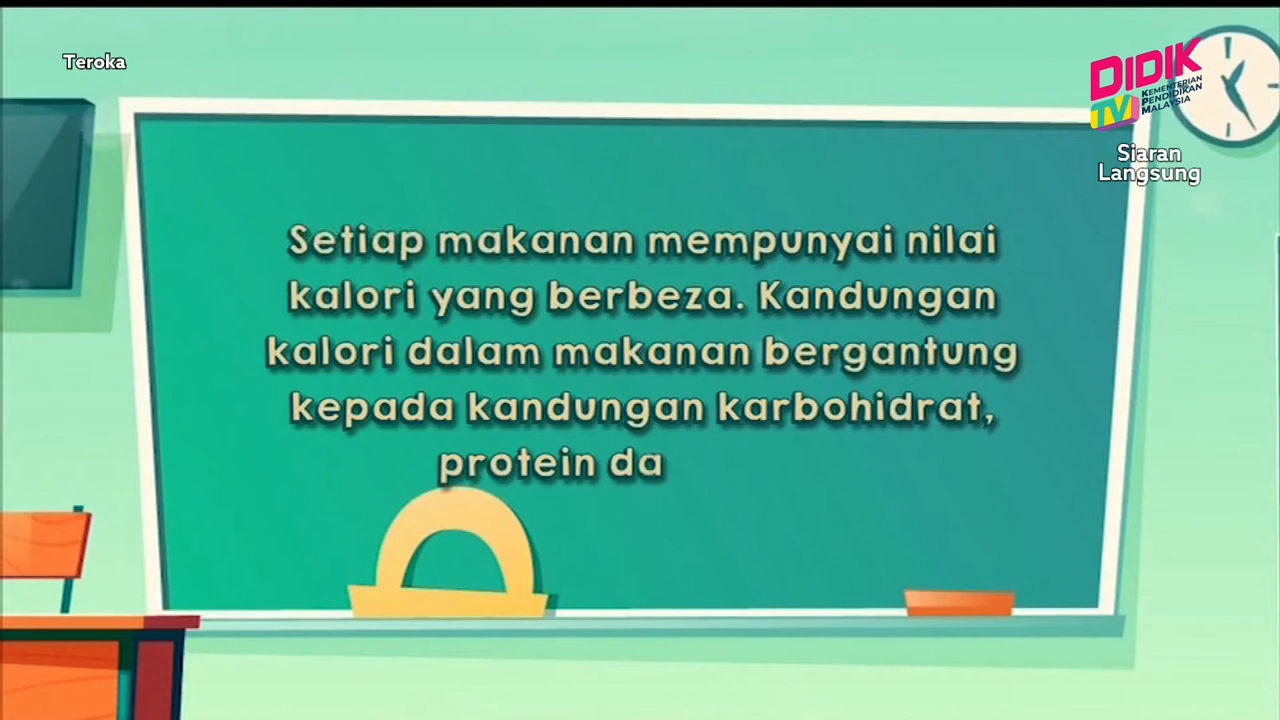 Teroka
DIDIK
TV
KEMENTERIAN
PENDIDIKAN
MALAYSIA
Siaran
Langsung
Setiap makanan mempunyai nilai
kalori yang berbeza. Kandungan
kalori dalam makanan bergantung
kepada kandungan karbohidrat,
protein da